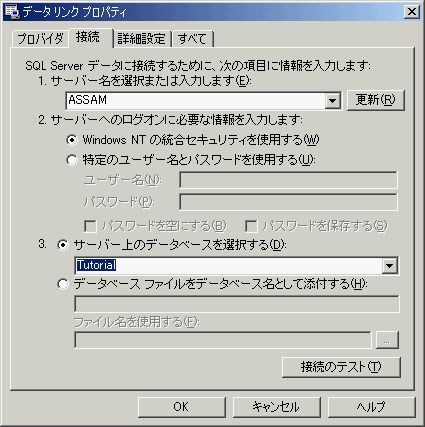 データ リンク プロパティ
プロバイダ 接続 詳細設定 すべて
SQL Server データに接続するために、次の項目に情報を入力します:
1. サーバー名を選択または入力します(E):
ASSAM 更新(R)
2. サーバーへのログオンに必要な情報を入力します:
Windows NT の統合セキュリティを使用する(W)
特定のユーザー名とパスワードを使用する(U):
ユーザー名(N):
パスワード(P):
パスワードを空にする(B) パスワードを保存する(S)
3. サーバー上のデータベースを選択する(D):
Tutorial
データベース ファイルをデータベース名として添付する(H):
ファイル名を使用する(F):
...
接続のテスト(T)
OK キャンセル ヘルプ